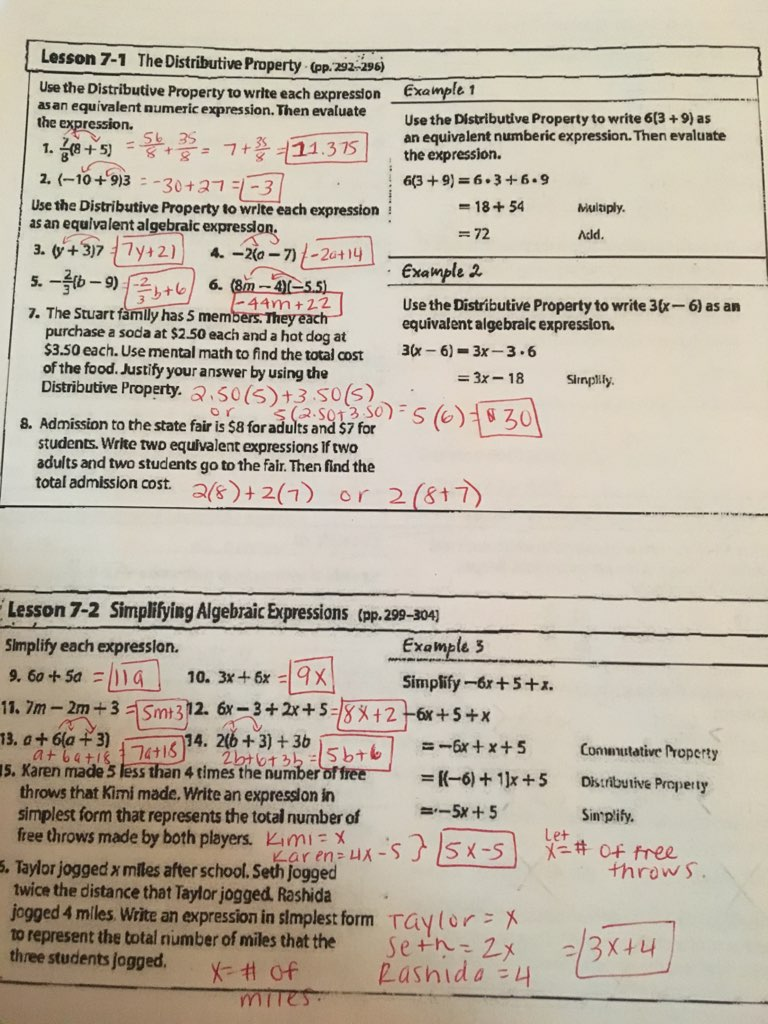 Lesson 7-1 The Distributive Property (pp. 292–296)
Use the Distributive Property to write each expression
as an equivalent numeric expression. Then evaluate
the expression.
1. 7/8(8 + 5) = 56/8 + 35/8 = 7 + 35/8 = 11.375
2. (−10 + 9)3 = -30+27 = -3
Use the Distributive Property to write each expression
as an equivalent algebraic expression.
3. (y + 3)7 = 7y+21 4. −2(a − 7) = -2a+14
5. −2/3(b − 9) = -2/3 b+6 6. (8m − 4)(−5.5)
-44m+22
7. The Stuart family has 5 members. They each
purchase a soda at $2.50 each and a hot dog at
$3.50 each. Use mental math to find the total cost
of the food. Justify your answer by using the
Distributive Property. 2.50(5)+3.50(5)
or 5(2.50+3.50) = 5(6) = $30
8. Admission to the state fair is $8 for adults and $7 for
students. Write two equivalent expressions if two
adults and two students go to the fair. Then find the
total admission cost. 2(8)+2(7) or 2(8+7)
Example 1
Use the Distributive Property to write 6(3 + 9) as
an equivalent numberic expression. Then evaluate
the expression.
6(3 + 9) = 6 • 3 + 6 • 9
= 18 + 54 Multiply.
= 72 Add.
Example 2
Use the Distributive Property to write 3(x − 6) as an
equivalent algebraic expression.
3(x − 6) = 3x − 3 • 6
= 3x − 18 Simplify.
Lesson 7-2 Simplifying Algebraic Expressions (pp. 299–304)
Simplify each expression.
9. 6a + 5a = 11a 10. 3x + 6x = 9x
11. 7m − 2m + 3 = 5m+3 12. 6x − 3 + 2x + 5 = 8x+2
13. a + 6(a + 3) 14. 2(b + 3) + 3b
a+6a+18 = 7a+18 2b+6+3b = 5b+6
15. Karen made 5 less than 4 times the number of free
throws that Kimi made. Write an expression in
simplest form that represents the total number of
free throws made by both players. Kimi = x
Karen = 4x-5 } 5x-5 Let
x = # of free
throws.
6. Taylor jogged x miles after school. Seth jogged
twice the distance that Taylor jogged. Rashida
jogged 4 miles. Write an expression in simplest form
to represent the total number of miles that the
three students jogged.
x = # of
miles.
Taylor = x
Seth = 2x
Rashida = 4
= 3x+4
Example 3
Simplify −6x + 5 + x.
−6x + 5 + x
= −6x + x + 5 Commutative Property
= [(−6) + 1]x + 5 Distributive Property
= −5x + 5 Simplify.